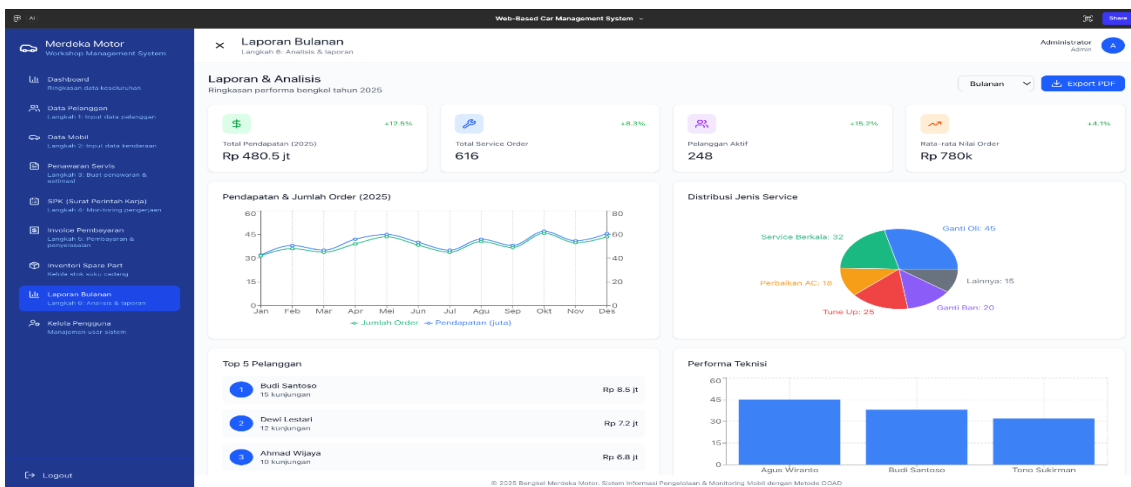 AI
Web-Based Car Management System
Share
Merdeka Motor
Workshop Management System
Dashboard
Ringkasan data keseluruhan
Data Pelanggan
Langkah 1: Input data pelanggan
Data Mobil
Langkah 2: Input data kendaraan
Penawaran Servis
Langkah 3: Buat penawaran &
estimasi
SPK (Surat Perintah Kerja)
Langkah 4: Monitoring pengerjaan
Invoice Pembayaran
Langkah 5: Pembayaran &
penyelesaian
Inventori Spare Part
Kelola stok suku cadang
Laporan Bulanan
Langkah 6: Analisis & laporan
Kelola Pengguna
Manajemen user sistem
Logout
Laporan Bulanan
Langkah 6: Analisis & laporan
Administrator
Admin
A
Laporan & Analisis
Ringkasan performa bengkel tahun 2025
Bulanan
Export PDF
$
+12.5%
Total Pendapatan (2025)
Rp 480.5 jt
+8.3%
Total Service Order
616
+15.2%
Pelanggan Aktif
248
+4.1%
Rata-rata Nilai Order
Rp 780k
Pendapatan & Jumlah Order (2025)
60 80
45 60
30 40
15 20
0 0
Jan Feb Mar Apr Mei Jun Jul Agu Sep Okt Nov Des
Jumlah Order Pendapatan (juta)
Distribusi Jenis Service
Ganti Oli: 45
Service Berkala: 32
Perbaikan AC: 18
Lainnya: 15
Ganti Ban: 20
Tune Up: 25
Top 5 Pelanggan
1
Budi Santoso
15 kunjungan
Rp 8.5 jt
2
Dewi Lestari
12 kunjungan
Rp 7.2 jt
3
Ahmad Wijaya
10 kunjungan
Rp 6.8 jt
Performa Teknisi
60
45
30
15
0
Agus Wiranto Budi Santoso Tono Sukirman
© 2025 Bengkel Merdeka Motor. Sistem Informasi Pengelolaan & Monitoring Mobil dengan Metode OOAD